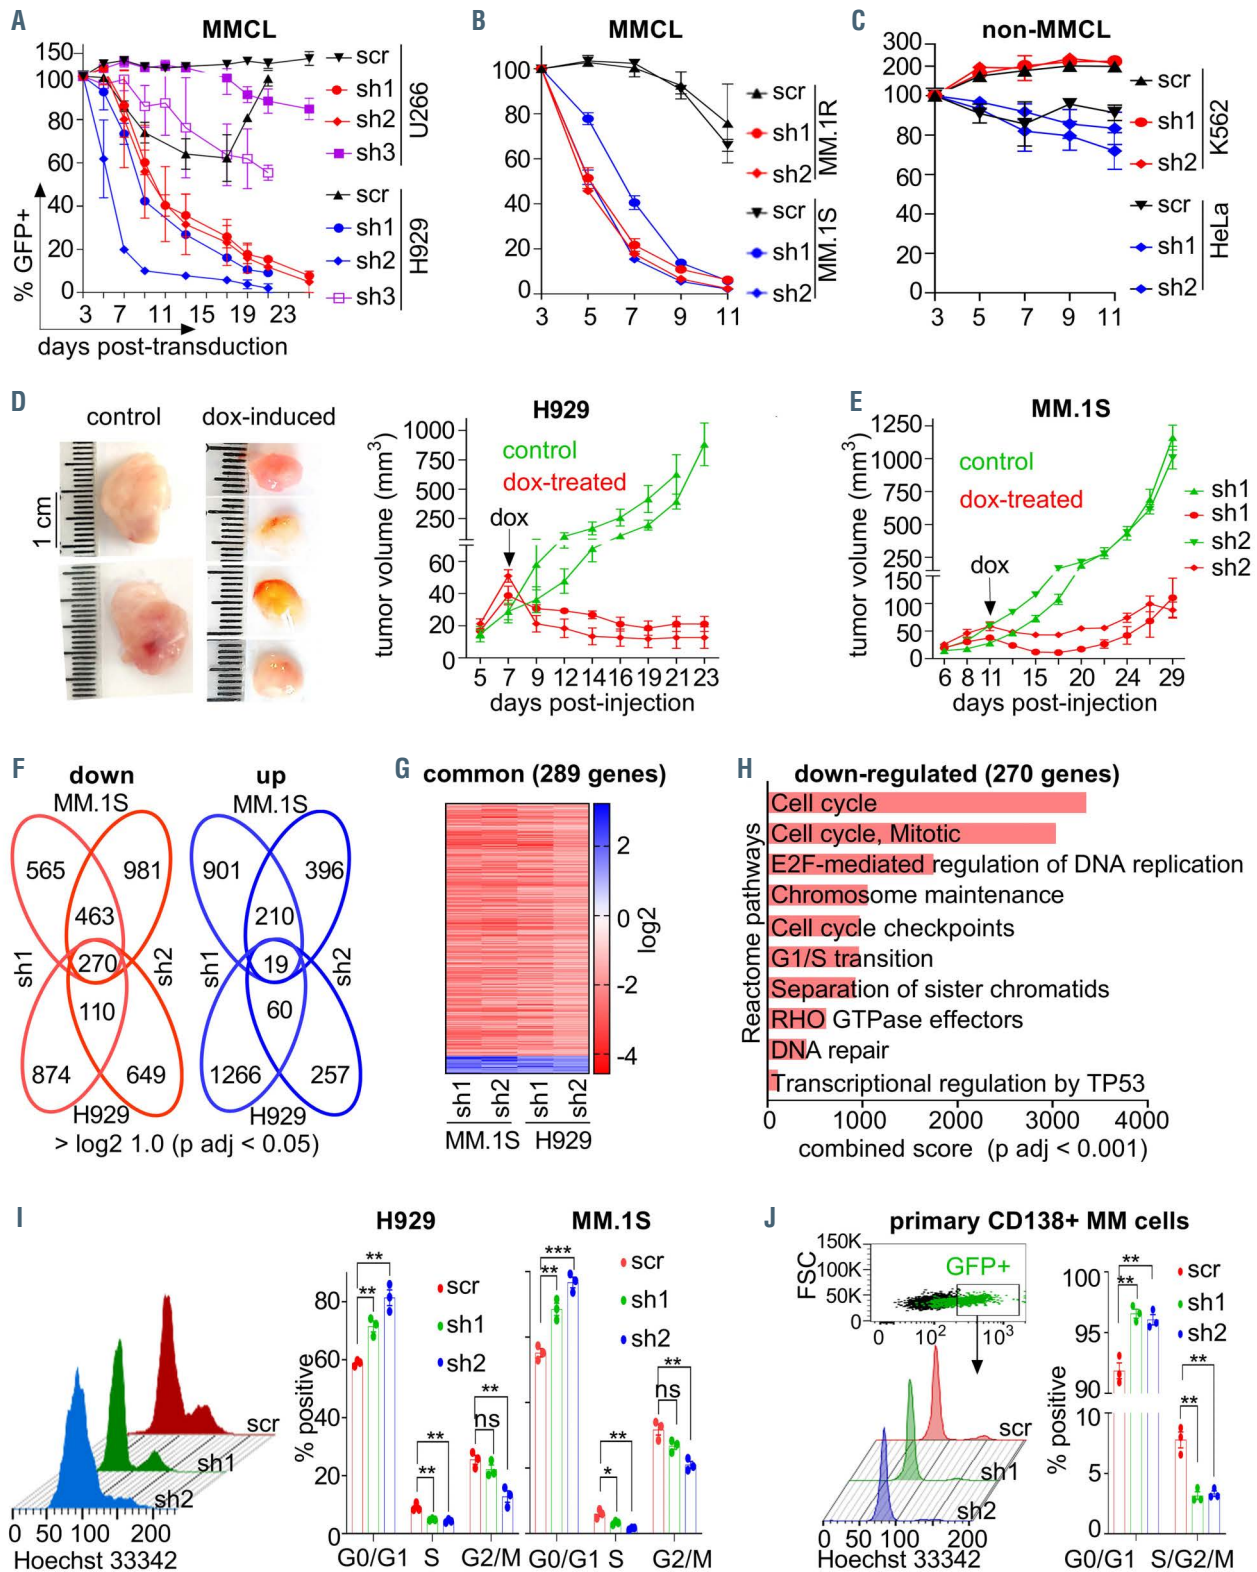 A
MMCL
150
100
80
60
40
20
0
% GFP+
3 7 11 15 19 23
days post-transduction
scr
sh1
sh2
sh3
U266
scr
sh1
sh2
sh3
H929
B
MMCL
100
80
60
40
20
0
3 5 7 9 11
scr
sh1
sh2
MM.1R
scr
sh1
sh2
MM.1S
C
non-MMCL
300
200
100
80
60
40
20
0
3 5 7 9 11
scr
sh1
sh2
K562
scr
sh1
sh2
HeLa
D
control
dox-induced
1 cm
H929
tumor volume (mm3)
1000
750
500
250
60
40
20
0
control
dox-treated
dox
5 7 9 12 14 16 19 21 23
days post-injection
E
MM.1S
tumor volume (mm3)
1250
1000
750
500
250
150
100
50
0
control
dox-treated
dox
6 8 11 15 20 24 29
days post-injection
sh1
sh1
sh2
sh2
F
down
up
MM.1S
MM.1S
565
981
463
270
110
874
649
sh1
sh2
H929
901
396
210
19
60
1266
257
sh1
sh2
H929
> log2 1.0 (p adj < 0.05)
G
common (289 genes)
2
0
-2
-4
log2
sh1
sh2
sh1
sh2
MM.1S
H929
H
down-regulated (270 genes)
Reactome pathways
Cell cycle
Cell cycle, Mitotic
E2F-mediated regulation of DNA replication
Chromosome maintenance
Cell cycle checkpoints
G1/S transition
Separation of sister chromatids
RHO GTPase effectors
DNA repair
Transcriptional regulation by TP53
0 1000 2000 3000 4000
combined score (p adj < 0.001)
I
scr
sh1
sh2
0 50 100 200
Hoechst 33342
H929
% positive
80
60
40
20
0
**
**
**
**
**
ns
scr
sh1
sh2
G0/G1 S G2/M
MM.1S
***
**
**
*
**
ns
scr
sh1
sh2
G0/G1 S G2/M
J
primary CD138+ MM cells
FSC
150K
100K
50K
0
GFP+
0 102 103
scr
sh1
sh2
0 50 100 200
Hoechst 33342
% positive
100
95
90
10
5
0
**
**
**
**
scr
sh1
sh2
G0/G1 S/G2/M